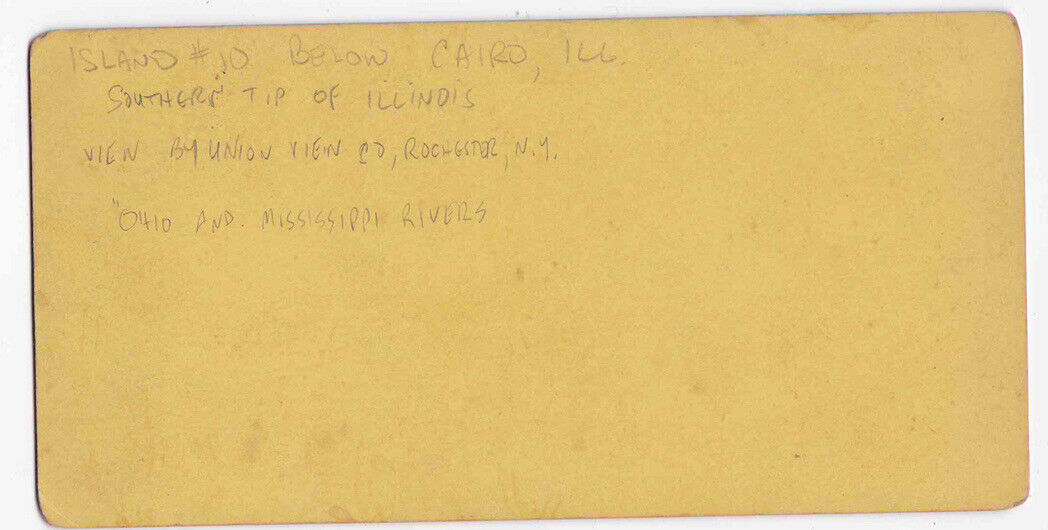 ISLAND #10 BELOW CAIRO, ILL.
SOUTHERN TIP OF ILLINOIS
VIEW BY UNION VIEW CO, ROCHESTER, N.Y.
"OHIO AND. MISSISSIPPI RIVERS